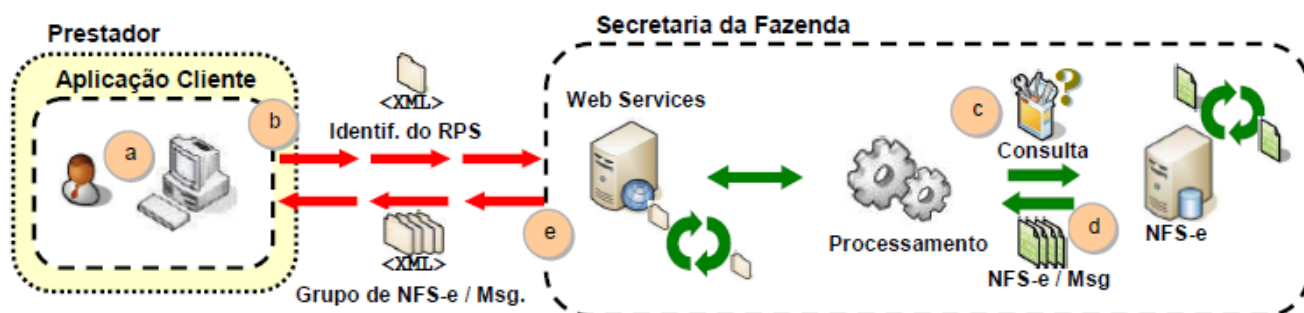 Prestador
Aplicação Cliente
a
b
<XML>
Identif. do RPS
<XML>
Grupo de NFS-e / Msg.
Secretaria da Fazenda
Web Services
e
Processamento
c
?
Consulta
d
NFS-e / Msg
NFS-e